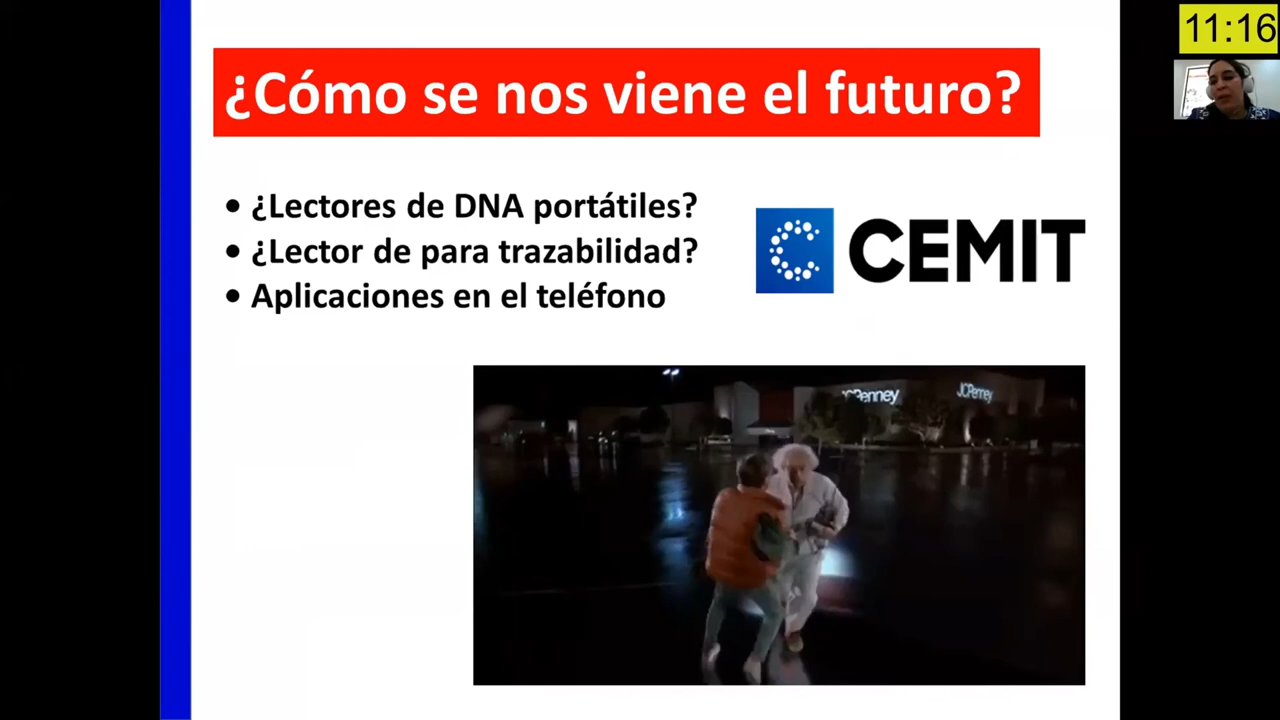 11:16
¿Cómo se nos viene el futuro?
• ¿Lectores de DNA portátiles?
• ¿Lector de para trazabilidad?
• Aplicaciones en el teléfono
C CEMIT
JCPenney
JCPenney